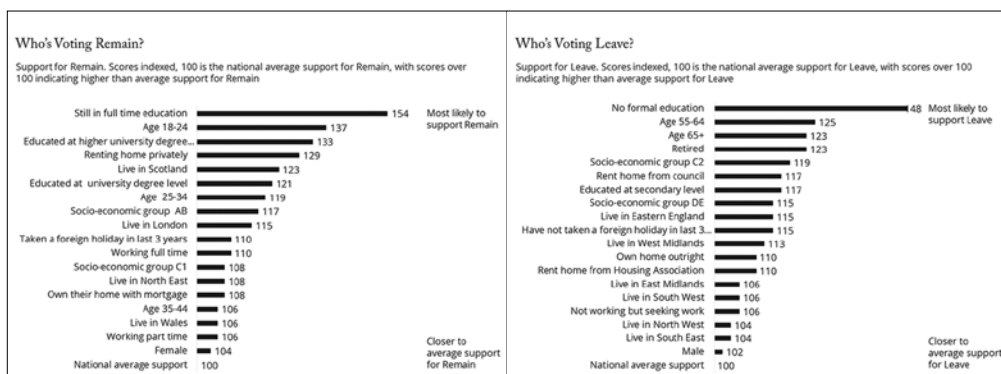 Who's Voting Remain?
Support for Remain. Scores indexed, 100 is the national average support for Remain, with scores over
100 indicating higher than average support for Remain
Still in full time education 154
Most likely to
support Remain
Age 18-24 137
Educated at higher university degree... 133
Renting home privately 129
Live in Scotland 123
Educated at university degree level 121
Age 25-34 119
Socio-economic group AB 117
Live in London 115
Taken a foreign holiday in last 3 years 110
Working full time 110
Socio-economic group C1 108
Live in North East 108
Own their home with mortgage 108
Age 35-44 106
Live in Wales 106
Working part time 106
Female 104
National average support 100
Closer to
average support
for Remain
Who's Voting Leave?
Support for Leave. Scores indexed, 100 is the national average support for Leave, with scores over 100
indicating higher than average support for Leave
No formal education 48
Most likely to
support Leave
Age 55-64 125
Age 65+ 123
Retired 123
Socio-economic group C2 119
Rent home from council 117
Educated at secondary level 117
Socio-economic group DE 115
Live in Eastern England 115
Have not taken a foreign holiday in last 3... 115
Live in West Midlands 113
Own home outright 110
Rent home from Housing Association 110
Live in East Midlands 106
Live in South West 106
Not working but seeking work 106
Live in North West 104
Live in South East 104
Male 102
National average support 100
Closer to
average support
for Leave